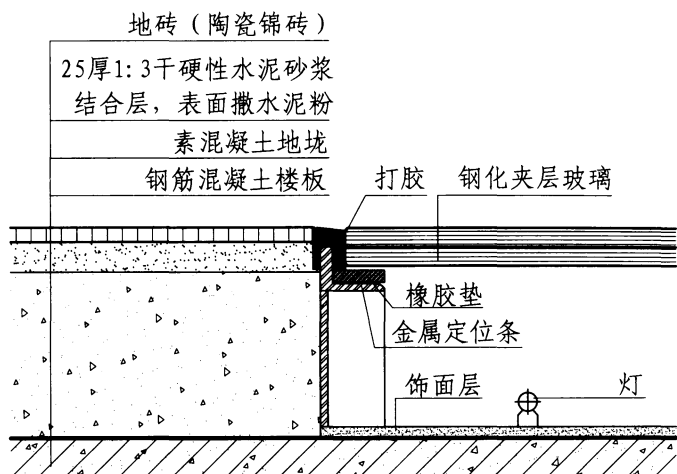 地砖（陶瓷锦砖）
25厚1：3干硬性水泥砂浆
结合层，表面撒水泥粉
素混凝土地垅
钢筋混凝土楼板
打胶
钢化夹层玻璃
橡胶垫
金属定位条
饰面层
灯